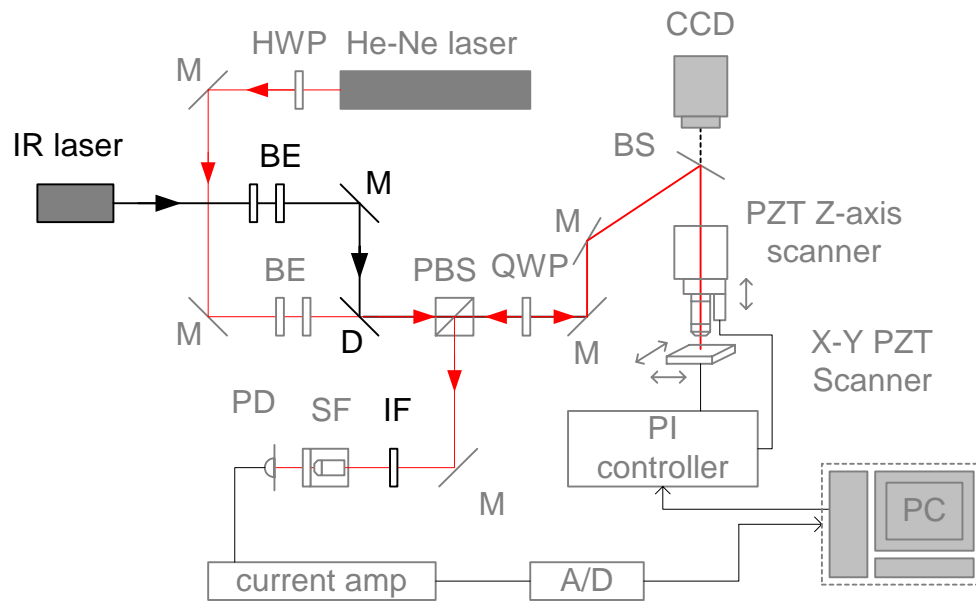 CCD
HWP
He-Ne laser
M
BS
IR laser
BE
M
PZT Z-axis
scanner
M
BE
PBS
QWP
M
D
M
X-Y PZT
Scanner
PD
SF
IF
PI
controller
M
PC
current amp
A/D